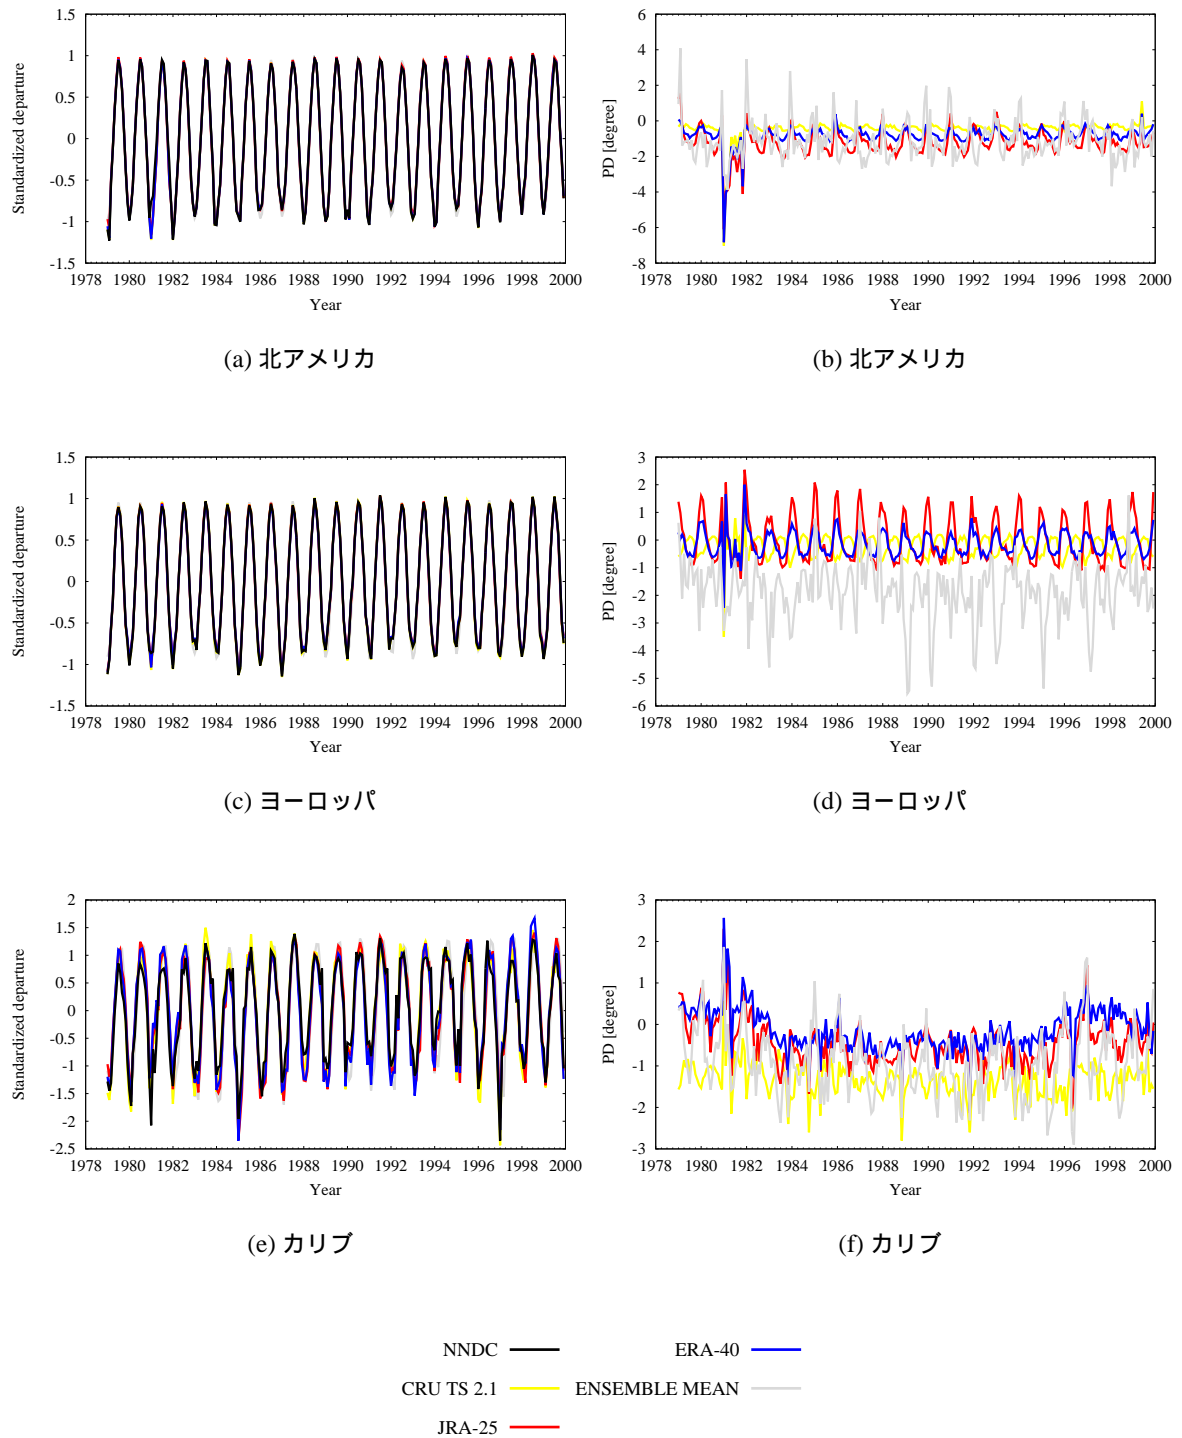 Standardized departure
1.5
1
0.5
0
-0.5
-1
-1.5
1978 1980 1982 1984 1986 1988 1990 1992 1994 1996 1998 2000
Year
(a) 北アメリカ
PD [degree]
6
4
2
0
-2
-4
-6
-8
1978 1980 1982 1984 1986 1988 1990 1992 1994 1996 1998 2000
Year
(b) 北アメリカ
Standardized departure
1.5
1
0.5
0
-0.5
-1
-1.5
1978 1980 1982 1984 1986 1988 1990 1992 1994 1996 1998 2000
Year
(c) ヨーロッパ
PD [degree]
3
2
1
0
-1
-2
-3
-4
-5
-6
1978 1980 1982 1984 1986 1988 1990 1992 1994 1996 1998 2000
Year
(d) ヨーロッパ
Standardized departure
2
1.5
1
0.5
0
-0.5
-1
-1.5
-2
-2.5
1978 1980 1982 1984 1986 1988 1990 1992 1994 1996 1998 2000
Year
(e) カリブ
PD [degree]
3
2
1
0
-1
-2
-3
1978 1980 1982 1984 1986 1988 1990 1992 1994 1996 1998 2000
Year
(f) カリブ
NNDC
CRU TS 2.1
JRA-25
ERA-40
ENSEMBLE MEAN